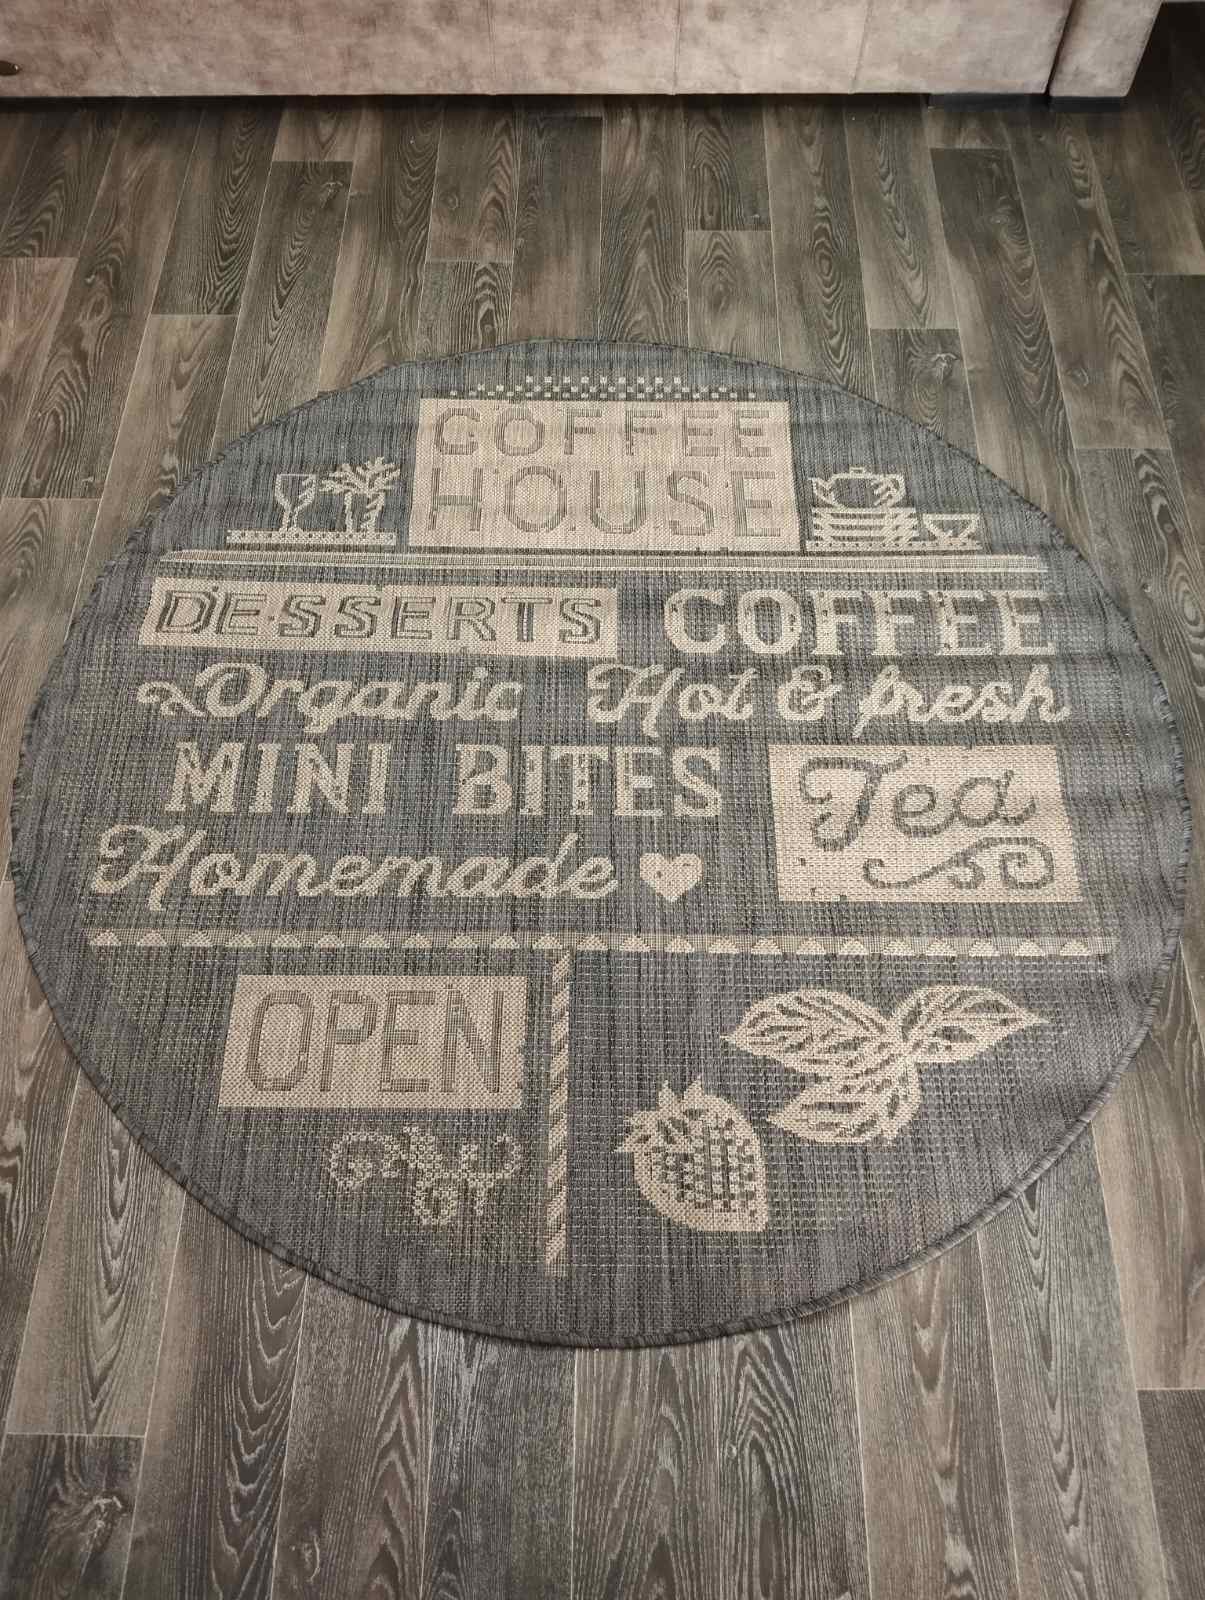 COFFEE
HOUSE
DESSERTS COFFEE
Organic Hot & fresh
MINI BITES
Tea
Homemade
OPEN